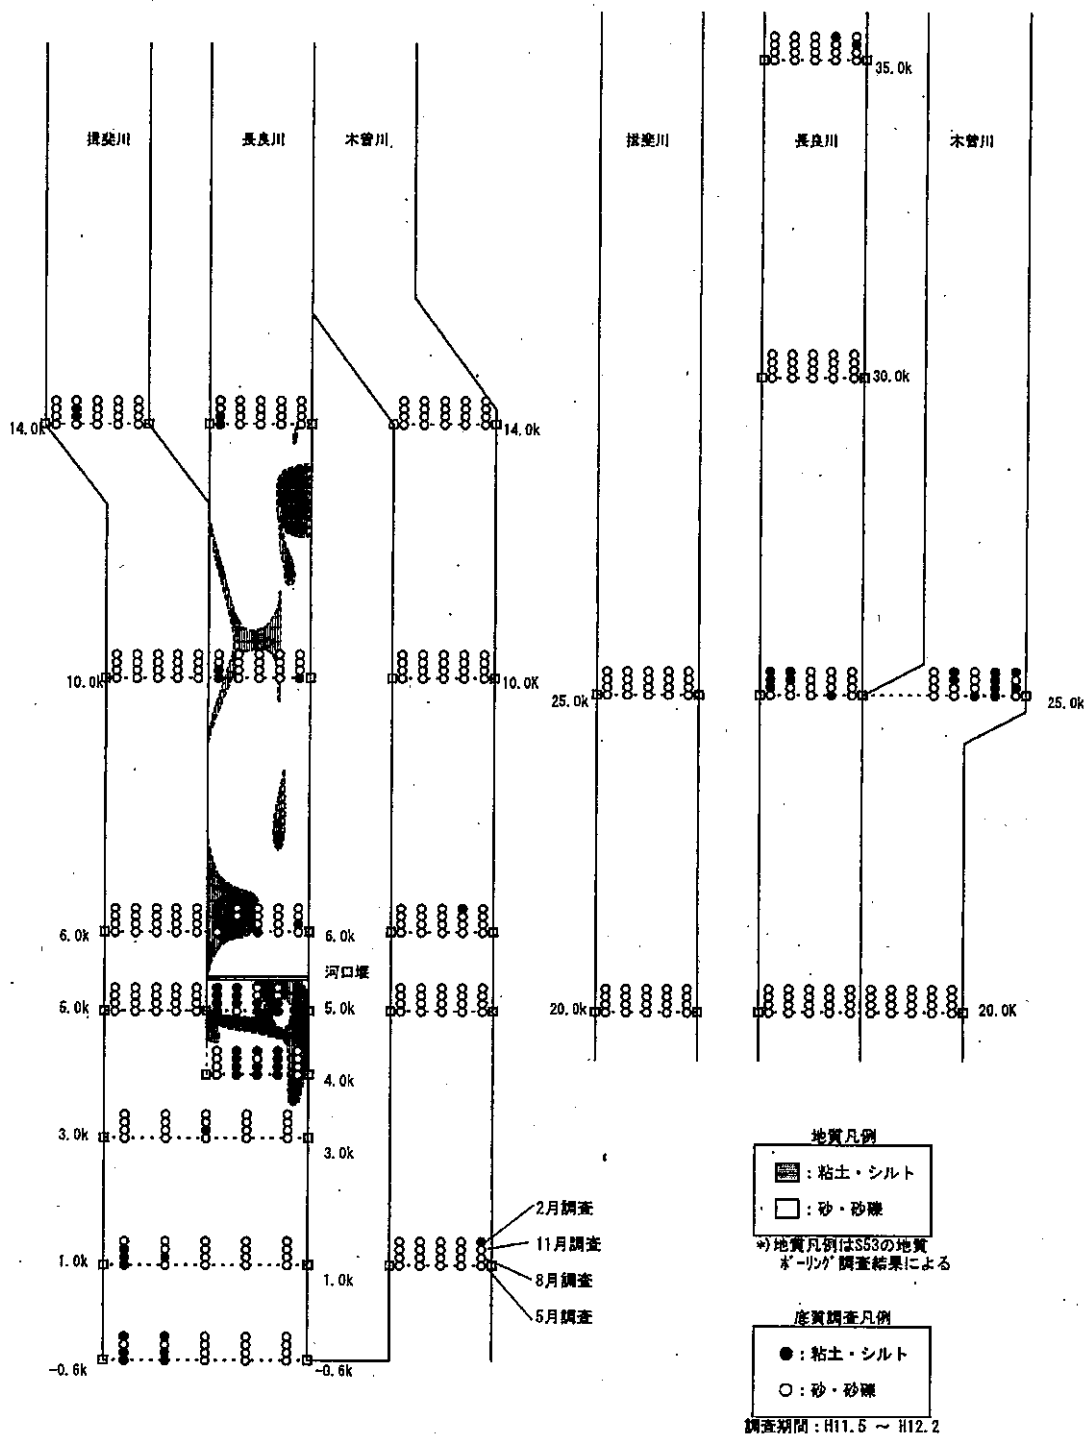 揖斐川
長良川
木曽川
14.0k
14.0k
10.0k
10.0K
6.0k
6.0k
河口堰
5.0k
5.0k
4.0k
3.0k
3.0k
1.0k
1.0k
-0.6k
-0.6k
2月調査
11月調査
8月調査
5月調査
35.0k
揖斐川
長良川
木曽川
30.0k
25.0k
25.0k
20.0k
20.0K
地質凡例
：粘土・シルト
：砂・砂礫
*)地質凡例はS53の地質
ボーリング調査結果による
底質調査凡例
●：粘土・シルト
○：砂・砂礫
調査期間：H11.5 ～ H12.2